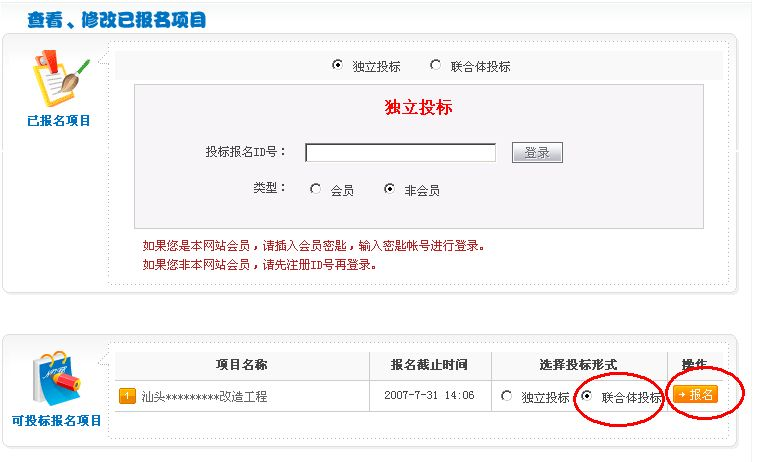 查看、修改已报名项目
独立投标 联合体投标
已报名项目
独立投标
投标报名ID号： 登录
类型： 会员 非会员
如果您是本网站会员，请插入会员密匙，输入密匙帐号进行登录。
如果您非本网站会员，请先注册ID号再登录。
项目名称 报名截止时间 选择投标形式 操作
1 汕头*********改造工程 2007-7-31 14:06 独立投标 联合体投标 报名
可投标报名项目